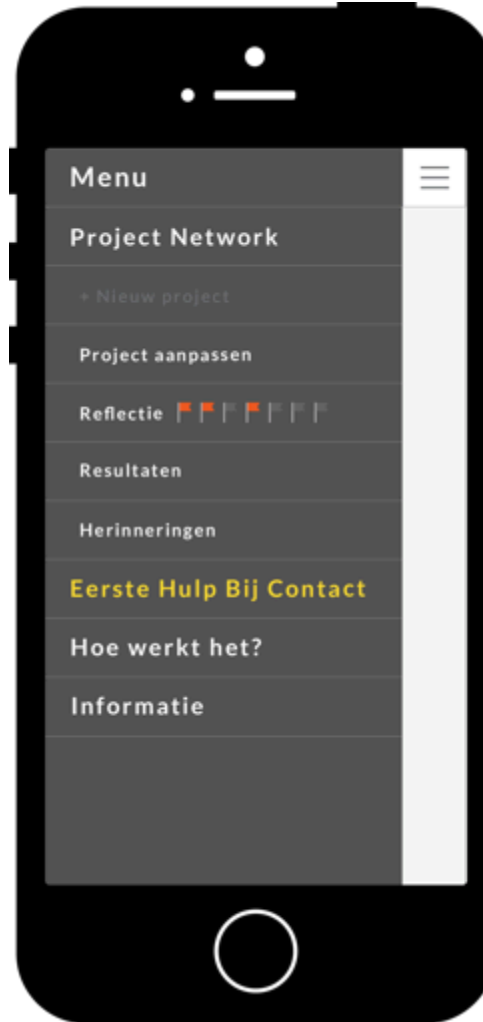 Menu
Project Network
+ Nieuw project
Project aanpassen
Reflectie
Resultaten
Herinneringen
Eerste Hulp Bij Contact
Hoe werkt het?
Informatie